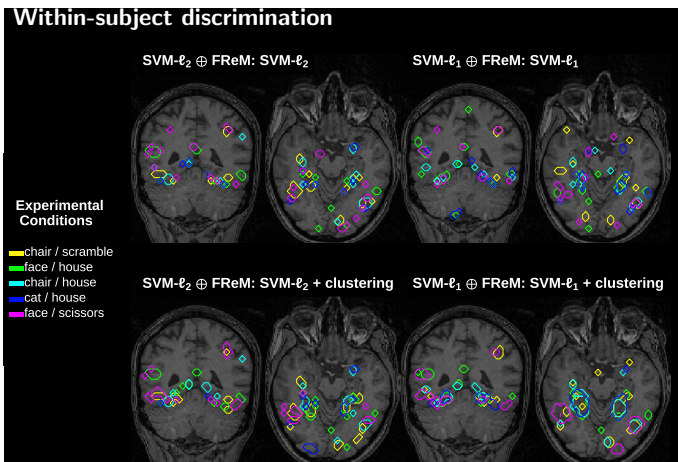 Within-subject discrimination
SVM-ℓ₂ ⊕ FReM: SVM-ℓ₂
SVM-ℓ₁ ⊕ FReM: SVM-ℓ₁
Experimental
Conditions
chair / scramble
face / house
chair / house
cat / house
face / scissors
SVM-ℓ₂ ⊕ FReM: SVM-ℓ₂ + clustering
SVM-ℓ₁ ⊕ FReM: SVM-ℓ₁ + clustering